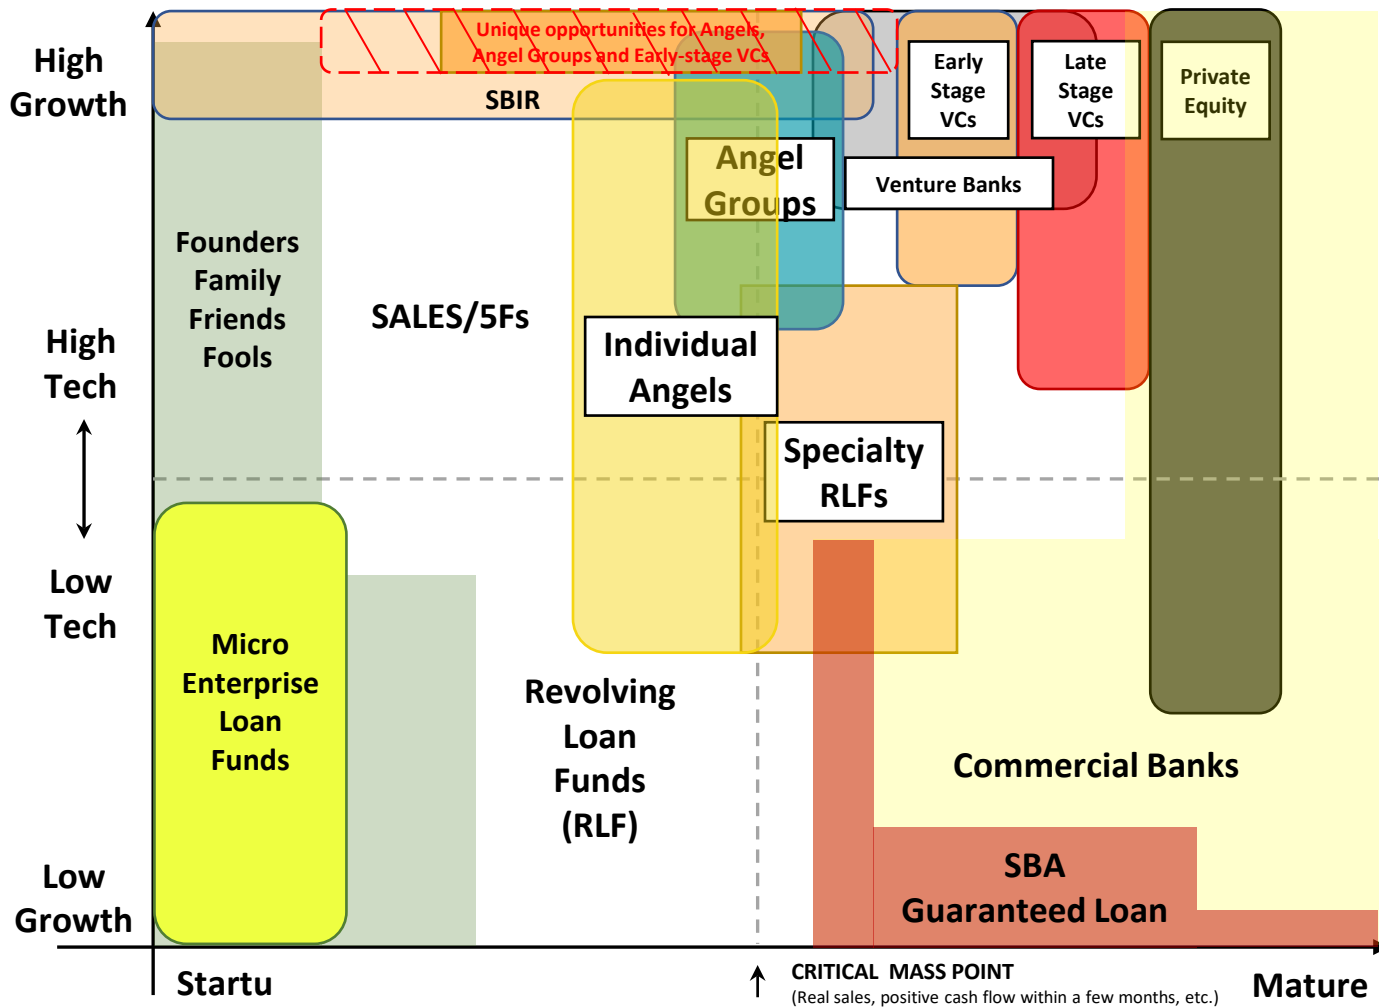 High
Growth
Unique opportunities for Angels,
Angel Groups and Early-stage VCs
SBIR
Early
Stage
VCs
Late
Stage
VCs
Private
Equity
Angel
Groups
Venture Banks
Founders
Family
Friends
Fools
SALES/5Fs
High
Tech
Individual
Angels
Specialty
RLFs
Low
Tech
Micro
Enterprise
Loan
Funds
Revolving
Loan
Funds
(RLF)
Commercial Banks
SBA
Guaranteed Loan
Low
Growth
Startu
CRITICAL MASS POINT
(Real sales, positive cash flow within a few months, etc.)
Mature